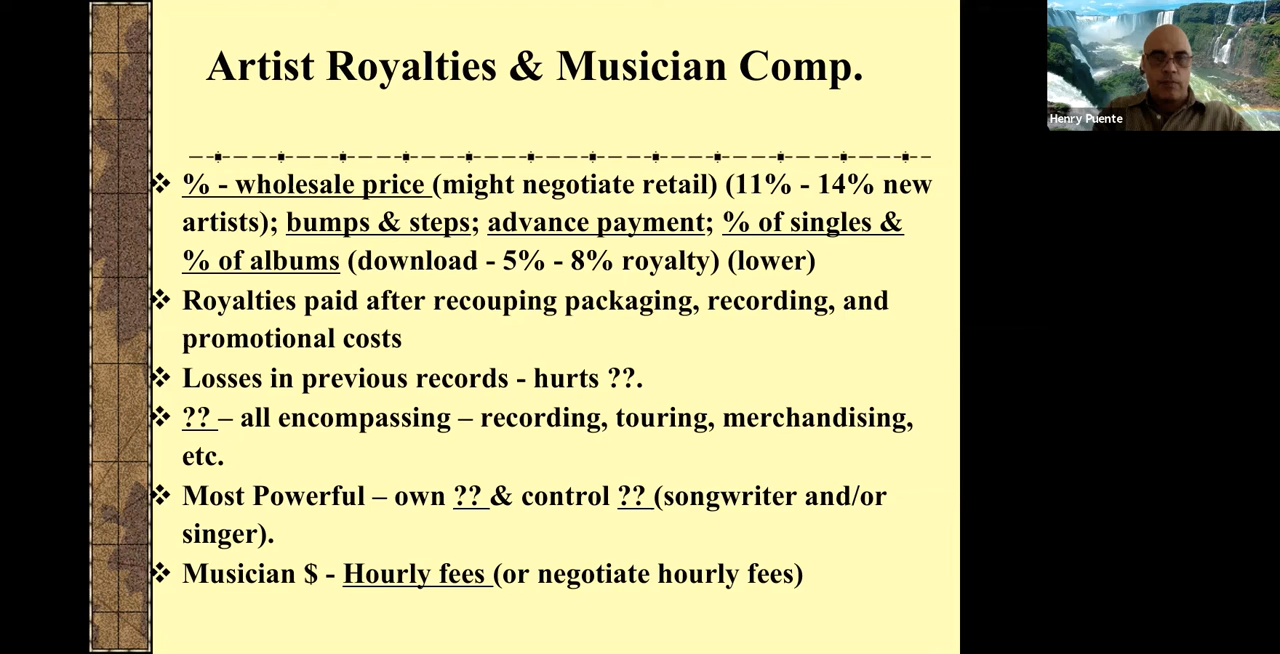 Artist Royalties & Musician Comp.
Henry Puente
❖ % - wholesale price (might negotiate retail) (11% - 14% new
artists); bumps & steps; advance payment; % of singles &
% of albums (download - 5% - 8% royalty) (lower)
❖ Royalties paid after recouping packaging, recording, and
promotional costs
❖ Losses in previous records - hurts ??.
❖ ?? – all encompassing – recording, touring, merchandising,
etc.
❖ Most Powerful – own ?? & control ?? (songwriter and/or
singer).
❖ Musician $ - Hourly fees (or negotiate hourly fees)